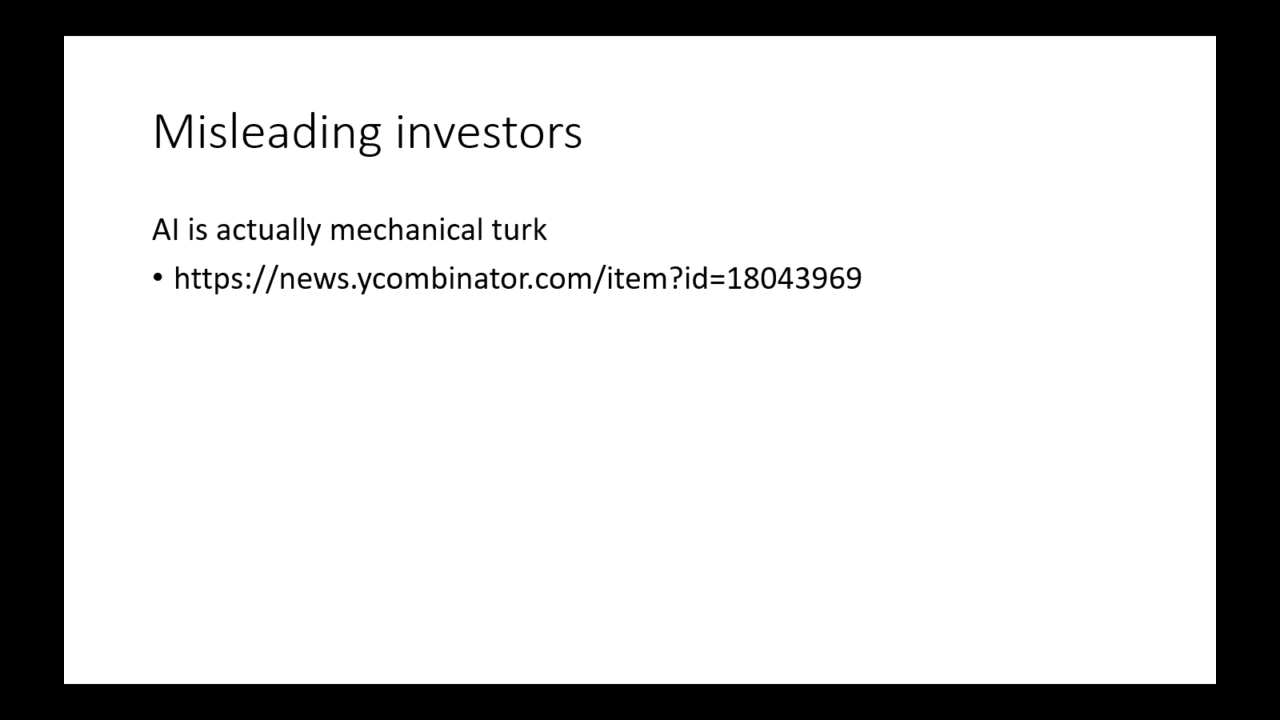 Misleading investors
AI is actually mechanical turk
• https://news.ycombinator.com/item?id=18043969